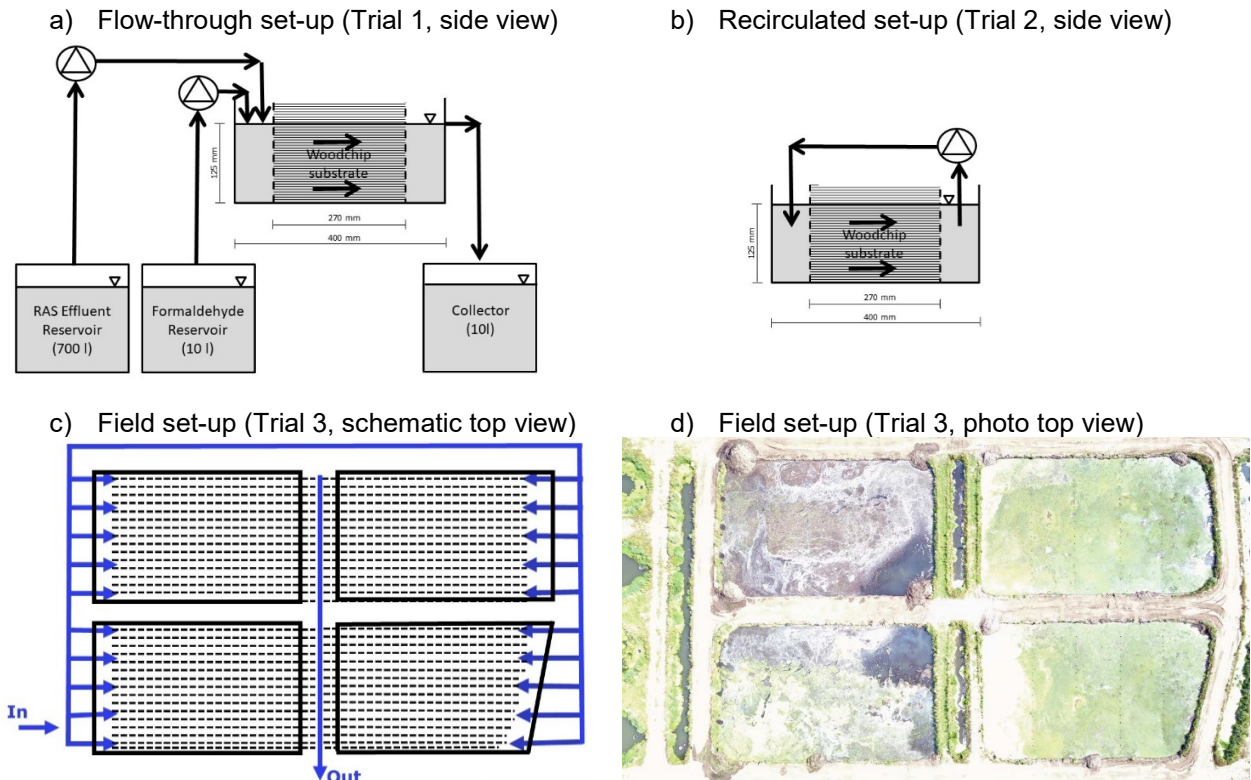 a) Flow-through set-up (Trial 1, side view)
b) Recirculated set-up (Trial 2, side view)
125 mm
Woodchip
substrate
270 mm
400 mm
RAS Effluent
Reservoir
(700 l)
Formaldehyde
Reservoir
(10 l)
Collector
(10l)
125 mm
Woodchip
substrate
270 mm
400 mm
c) Field set-up (Trial 3, schematic top view)
d) Field set-up (Trial 3, photo top view)
In
Out